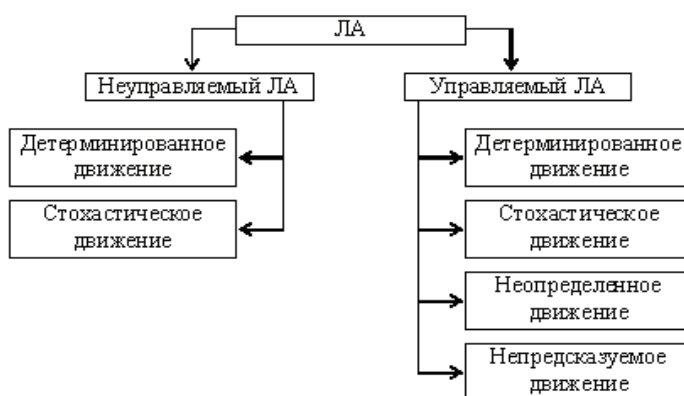 ЛА
Неуправляемый ЛА
Управляемый ЛА
Детерминированное
движение
Стохастическое
движение
Детерминированное
движение
Стохастическое
движение
Неопределенное
движение
Непредсказуемое
движение